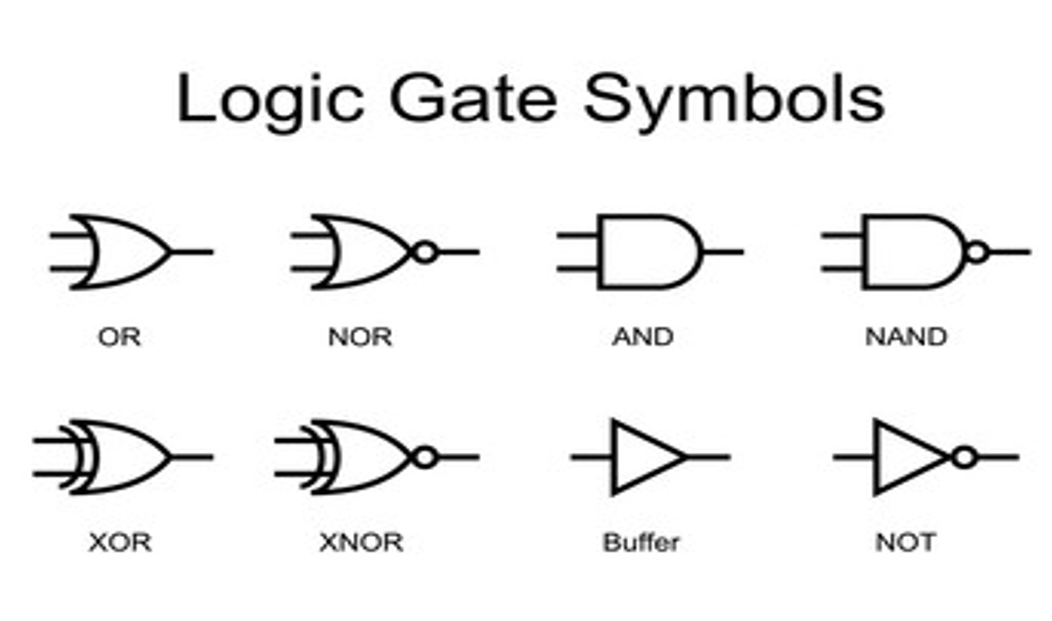 Logic Gate Symbols
OR
NOR
AND
NAND
XOR
XNOR
Buffer
NOT